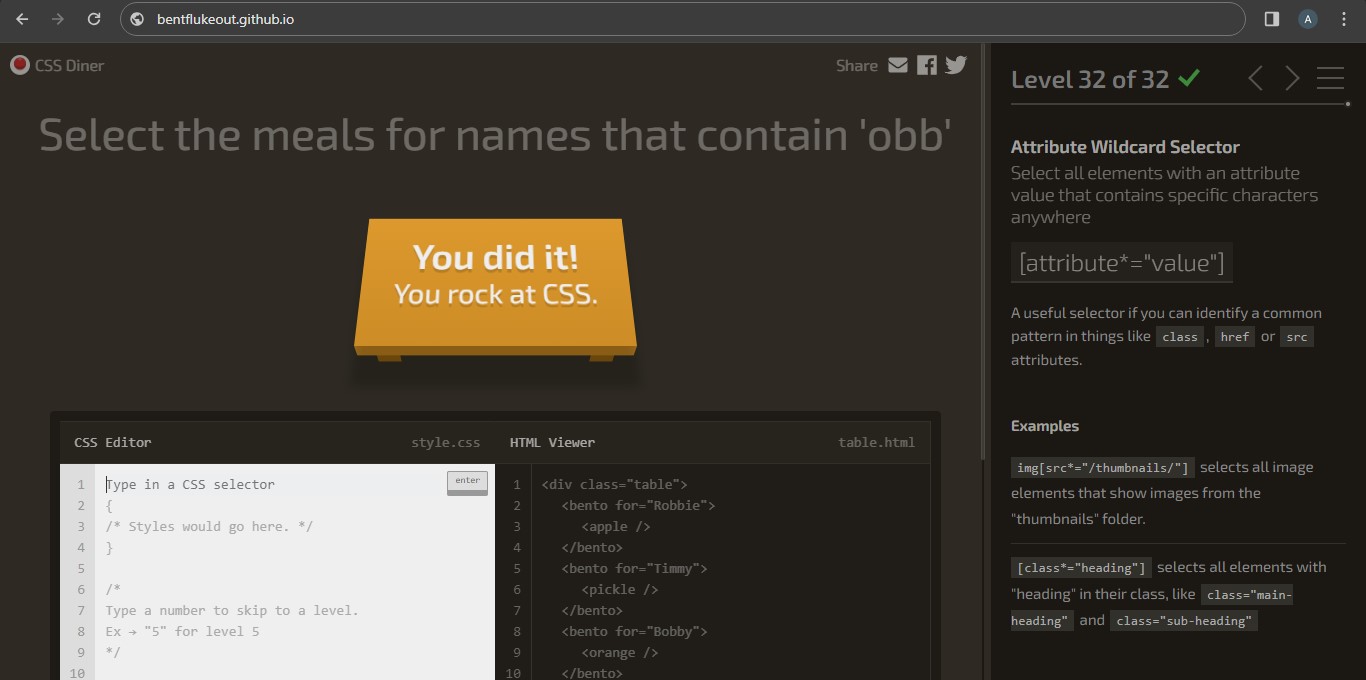 bentflukeout.github.io
A
CSS Diner
Share
Select the meals for names that contain 'obb'
You did it!
You rock at CSS.
CSS Editor style.css
1 Type in a CSS selector
enter
2 {
3 /* Styles would go here. */
4 }
5
6 /*
7 Type a number to skip to a level.
8 Ex → "5" for level 5
9 */
10
HTML Viewer table.html
1 <div class="table">
2 <bento for="Robbie">
3 <apple />
4 </bento>
5 <bento for="Timmy">
6 <pickle />
7 </bento>
8 <bento for="Bobby">
9 <orange />
10 </bento>
Level 32 of 32
Attribute Wildcard Selector
Select all elements with an attribute
value that contains specific characters
anywhere
[attribute*="value"]
A useful selector if you can identify a common
pattern in things like class , href or src
attributes.
Examples
img[src*="/thumbnails/"] selects all image
elements that show images from the
"thumbnails" folder.
[class*="heading"] selects all elements with
"heading" in their class, like class="main-
heading" and class="sub-heading"